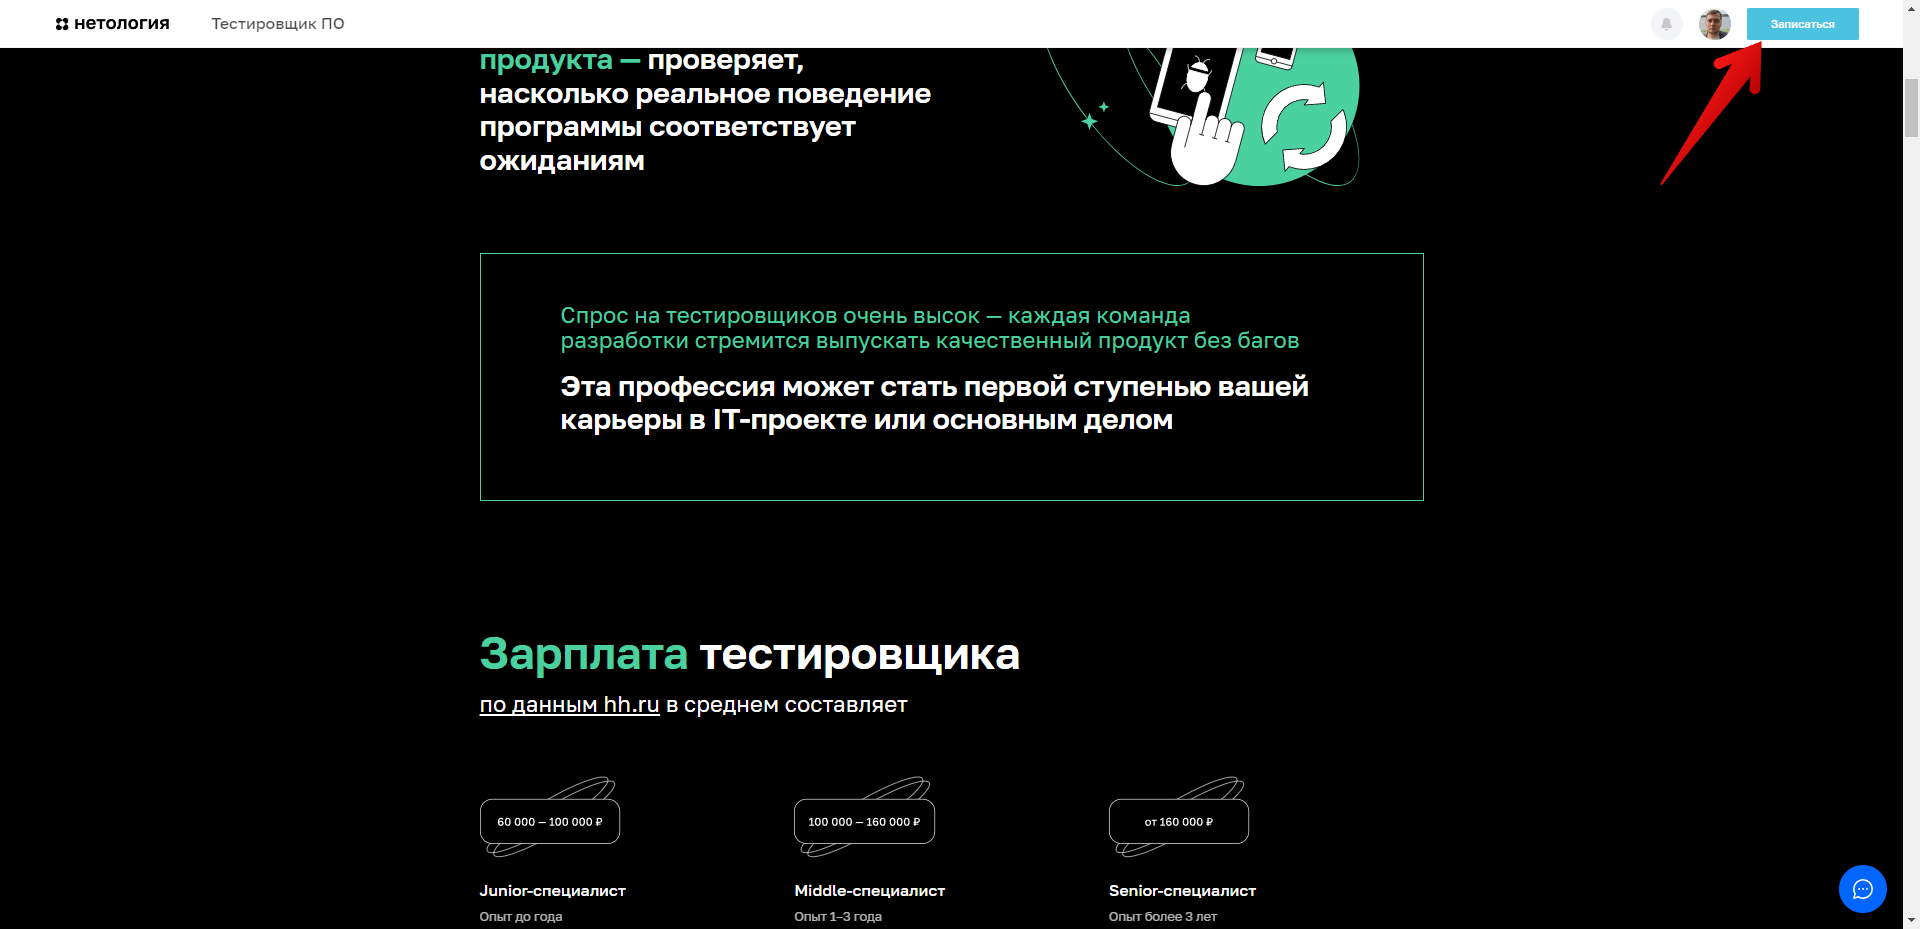 нетология
Тестировщик ПО
Записаться
продукта — проверяет,
насколько реальное поведение
программы соответствует
ожиданиям
Спрос на тестировщиков очень высок — каждая команда
разработки стремится выпускать качественный продукт без багов
Эта профессия может стать первой ступенью вашей
карьеры в IT-проекте или основным делом
Зарплата тестировщика
по данным hh.ru в среднем составляет
60 000 — 100 000 ₽
100 000 — 160 000 ₽
от 160 000 ₽
Junior-специалист
Middle-специалист
Senior-специалист
Опыт до года
Опыт 1–3 года
Опыт более 3 лет